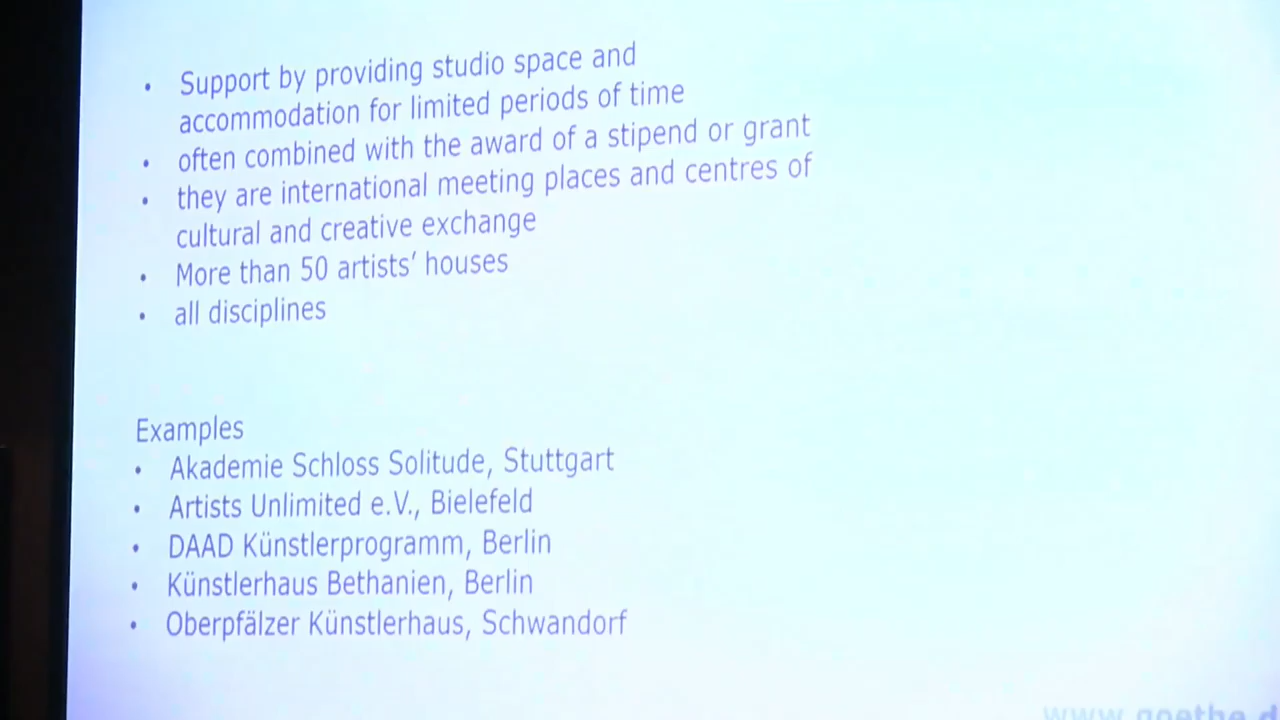 • Support by providing studio space and
accommodation for limited periods of time
• often combined with the award of a stipend or grant
• they are international meeting places and centres of
cultural and creative exchange
• More than 50 artists’ houses
• all disciplines
Examples
• Akademie Schloss Solitude, Stuttgart
• Artists Unlimited e.V., Bielefeld
• DAAD Künstlerprogramm, Berlin
• Künstlerhaus Bethanien, Berlin
• Oberpfälzer Künstlerhaus, Schwandorf
www.goethe.d